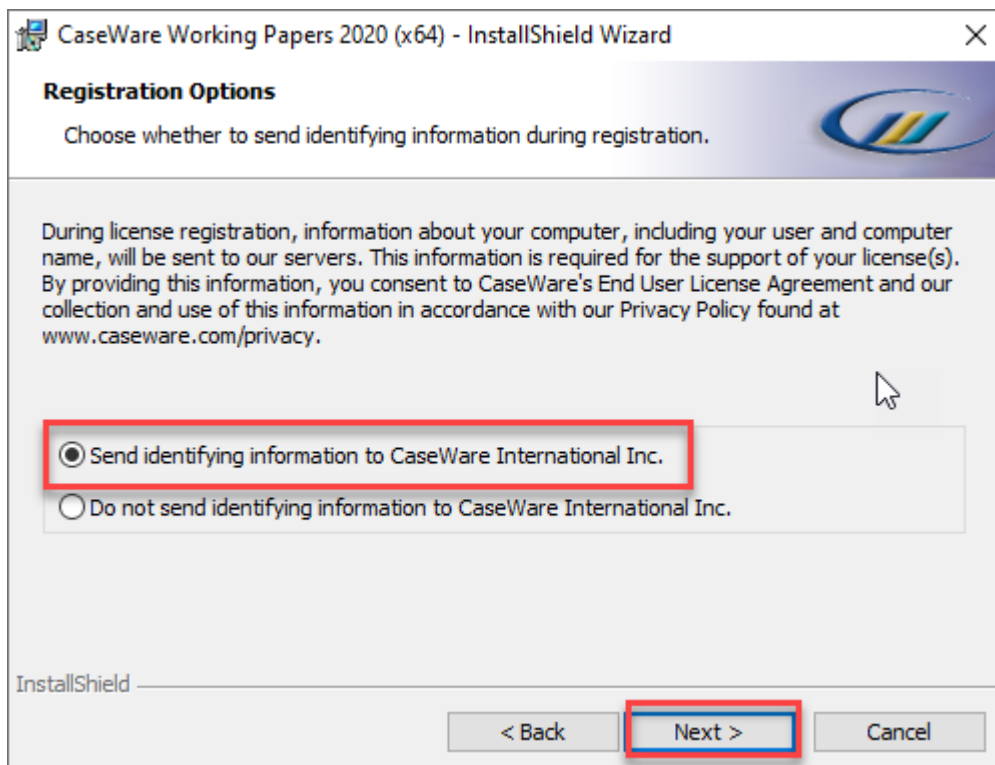 CaseWare Working Papers 2020 (x64) - InstallShield Wizard
Registration Options
Choose whether to send identifying information during registration.
During license registration, information about your computer, including your user and computer
name, will be sent to our servers. This information is required for the support of your license(s).
By providing this information, you consent to CaseWare's End User License Agreement and our
collection and use of this information in accordance with our Privacy Policy found at
www.caseware.com/privacy.
Send identifying information to CaseWare International Inc.
Do not send identifying information to CaseWare International Inc.
InstallShield
< Back
Next >
Cancel